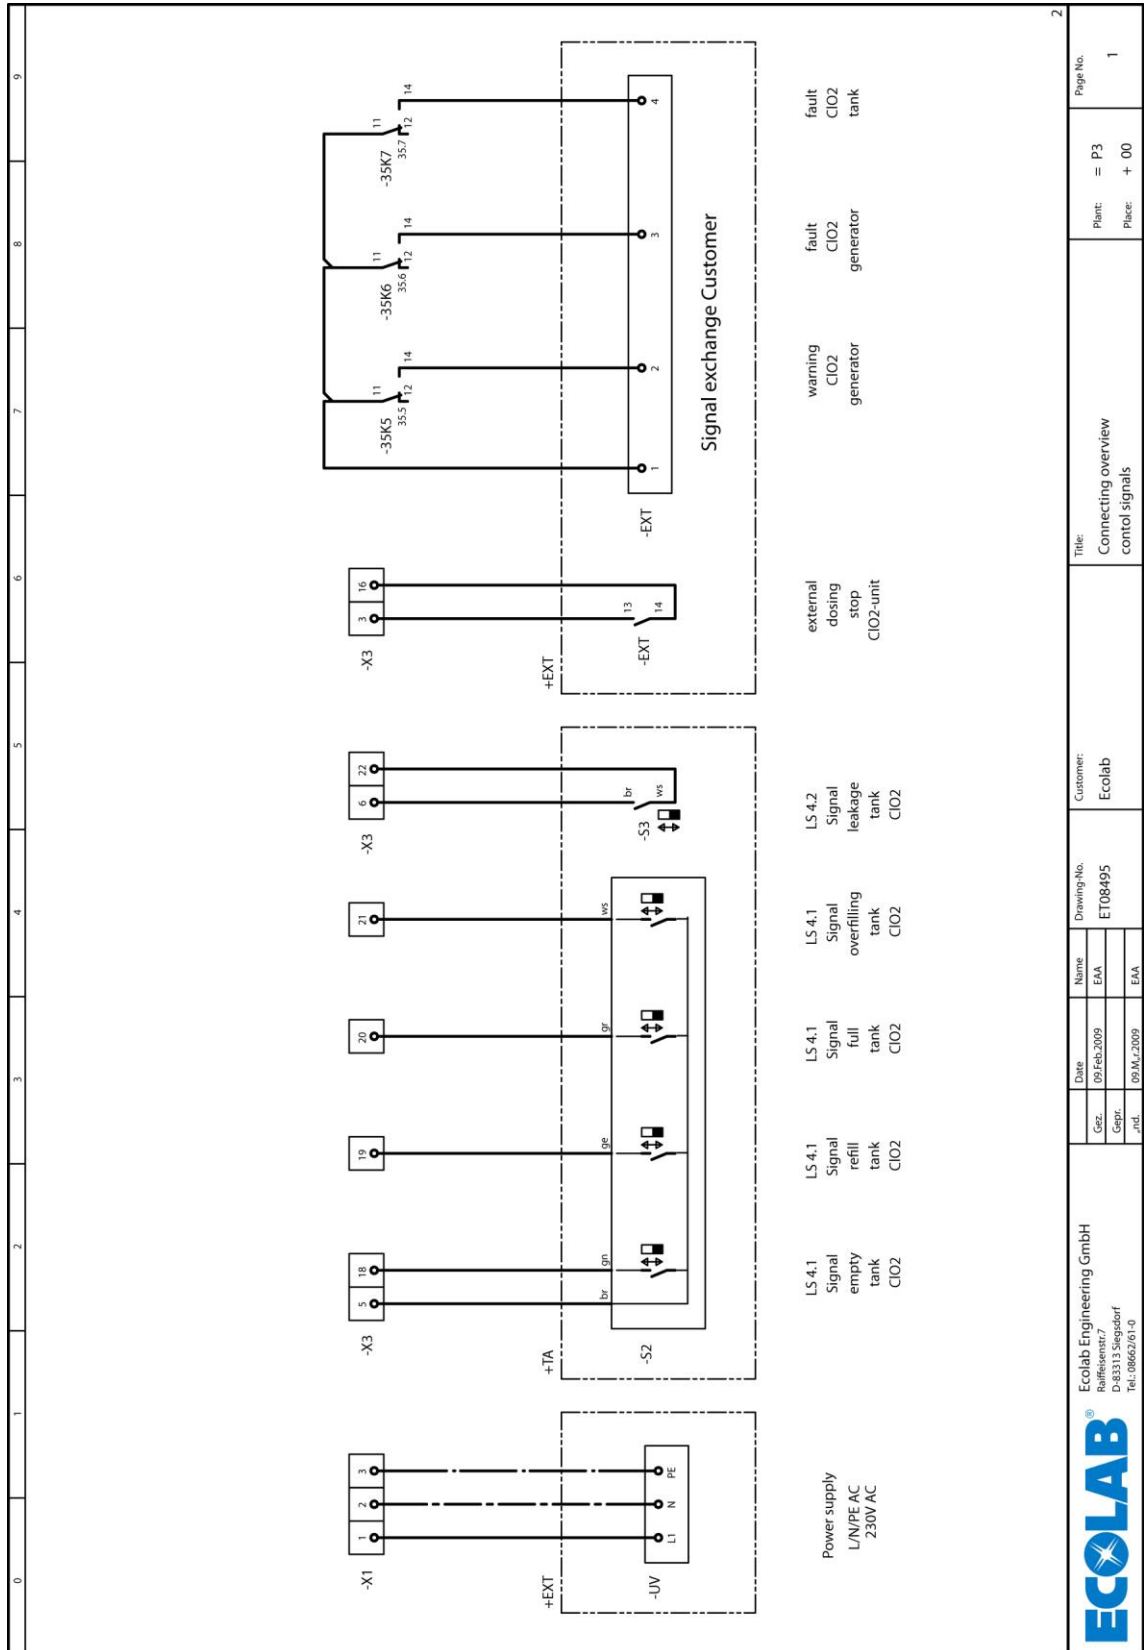 0
1
2
3
4
5
6
7
8
9
-X1
1
2
3
+EXT
-UV
L1
N
PE
Power supply
L/N/PE AC
230V AC
-X3
5
18
19
20
21
+TA
-S2
br
gn
ge
gr
ws
LS 4.1
Signal
empty
tank
ClO2
LS 4.1
Signal
refill
tank
ClO2
LS 4.1
Signal
full
tank
ClO2
LS 4.1
Signal
overfilling
tank
ClO2
-X3
6
22
-S3
br
ws
LS 4.2
Signal
leakage
tank
ClO2
-X3
3
16
+EXT
-EXT
13
14
external
dosing
stop
ClO2-unit
-35K5
11
12
14
35.5
-35K6
11
12
14
35.6
-35K7
11
12
14
35.7
-EXT
1
2
3
4
Signal exchange Customer
warning
ClO2
generator
fault
ClO2
generator
fault
ClO2
tank
2
ECOLAB®
Ecolab Engineering GmbH
Raiffeisenstr.7
D-83313 Siegsdorf
Tel.: 08662/61-0
Date
Name
Gez.
09.Feb.2009
EAA
Gepr.
„nd.
09.M„r.2009
EAA
Drawing-No.
ET08495
Customer:
Ecolab
Title:
Connecting overview
contol signals
Plant:
= P3
Place:
+ 00
Page No.
1